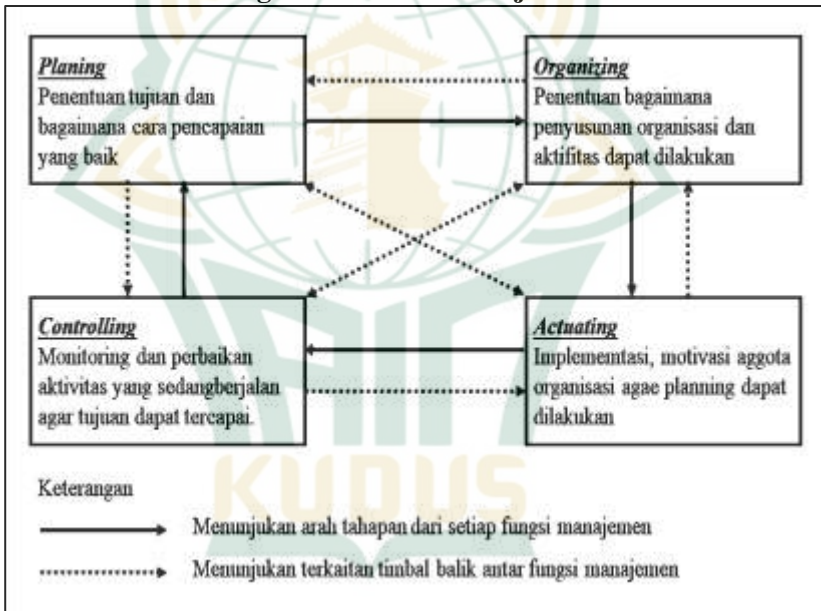 Planing
Penentuan tujuan dan
bagaimana cara pencapaian
yang baik
Organizing
Penentuan bagaimana
penyusunan organisasi dan
aktifitas dapat dilakukan
Controlling
Monitoring dan perbaikan
aktivitas yang sedangberjalan
agar tujuan dapat tercapai.
Actuating
Implememtasi, motivasi aggota
organisasi agae planning dapat
dilakukan
KUDUS
Keterangan
Menunjukan arah tahapan dari setiap fungsi manajemen
Menunjukan terkaitan timbal balik antar fungsi manajemen